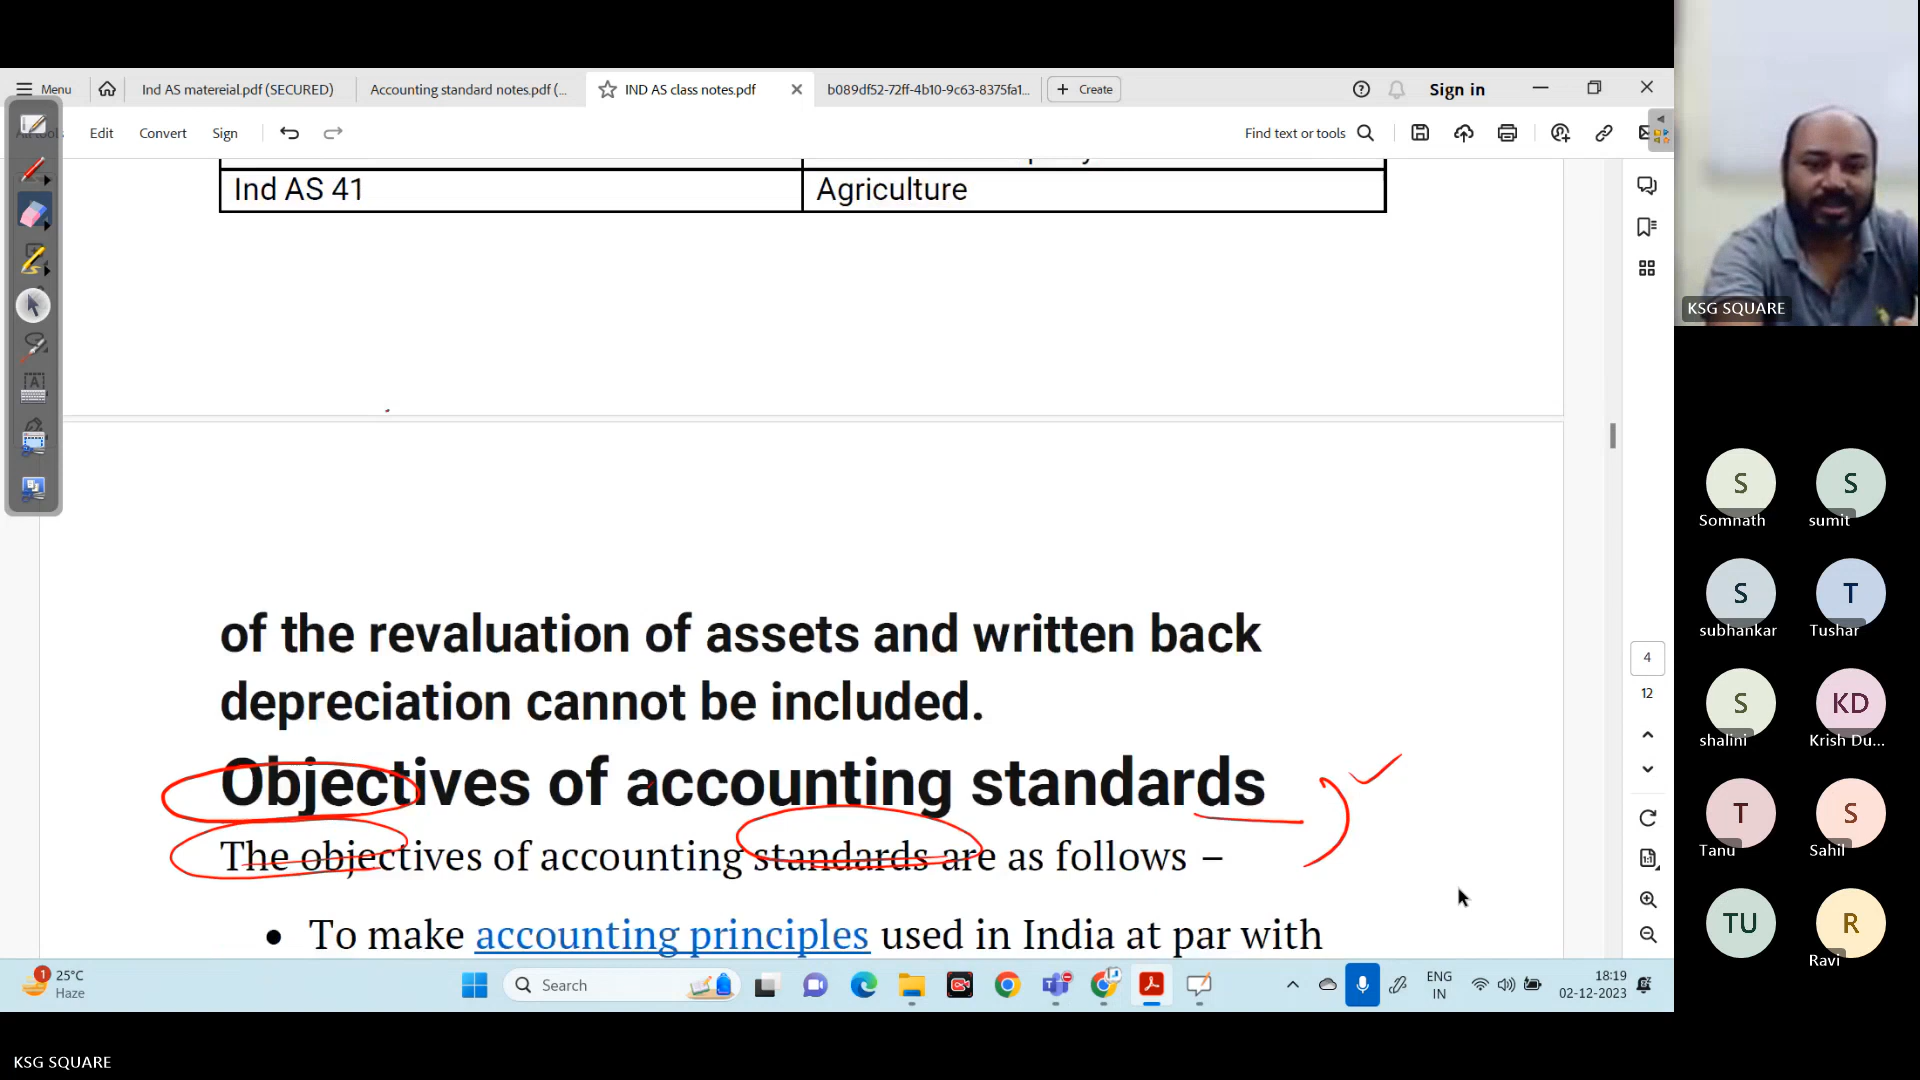 Menu
Ind AS matereial.pdf (SECURED)
Accounting standard notes.pdf (...
IND AS class notes.pdf
b089df52-72ff-4b10-9c63-8375fa1...
Create
Sign in
Edit
Convert
Sign
Find text or tools
Ind AS 41
Agriculture
of the revaluation of assets and written back
depreciation cannot be included.
Objectives of accounting standards
The objectives of accounting standards are as follows –
• To make accounting principles used in India at par with
4
12
KSG SQUARE
S
Somnath
S
sumit
S
subhankar
T
Tushar
S
shalini
KD
Krish Du...
T
Tanu
S
Sahil
TU
R
Ravi
1
25°C
Haze
Search
ENG
IN
18:19
02-12-2023
KSG SQUARE